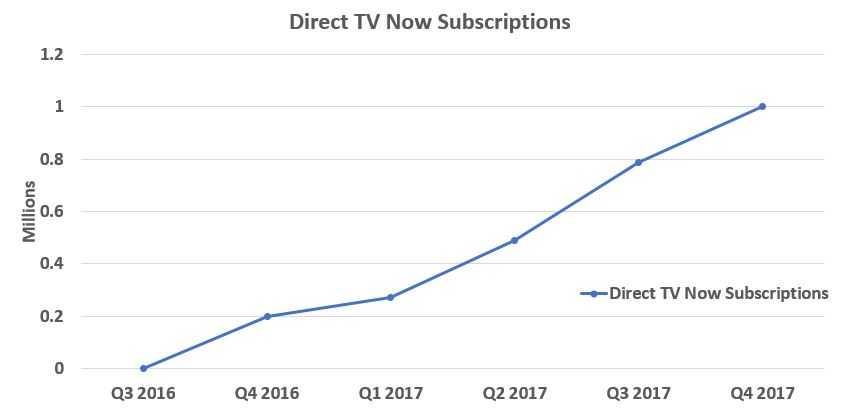 Direct TV Now Subscriptions
1.2
1
0.8
0.6
0.4
0.2
0
Millions
Direct TV Now Subscriptions
Q3 2016 Q4 2016 Q1 2017 Q2 2017 Q3 2017 Q4 2017